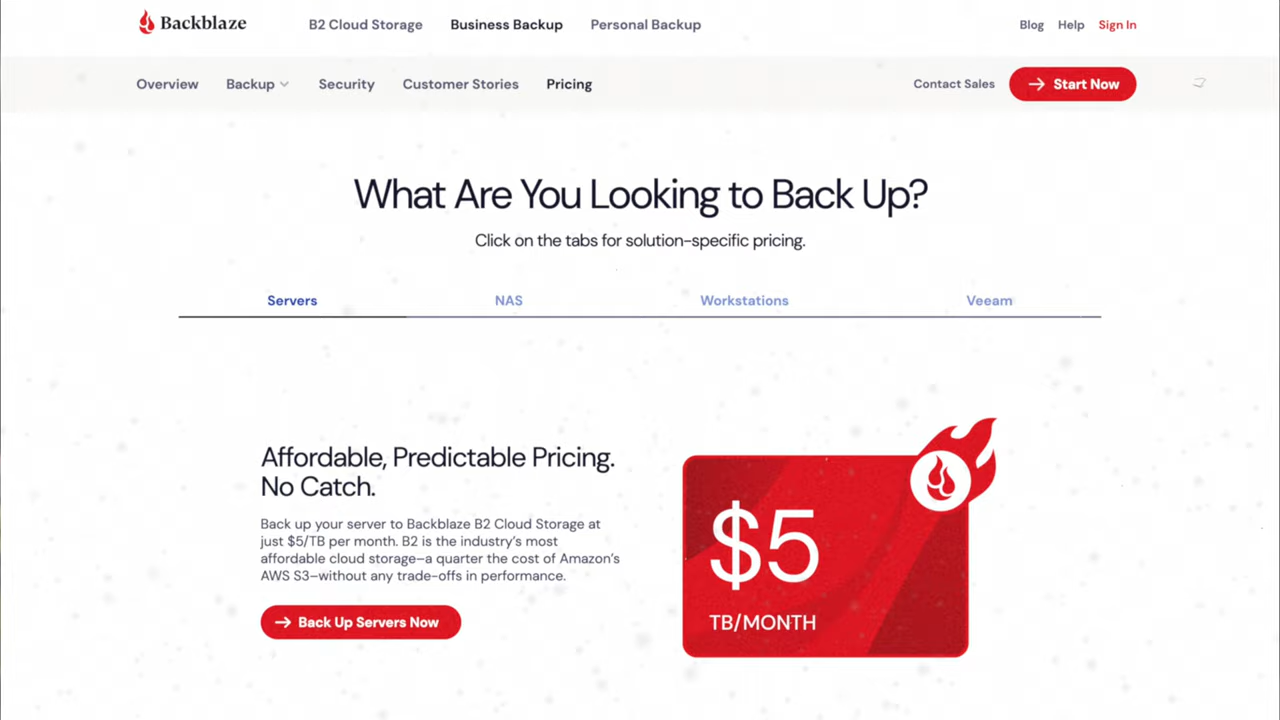 Backblaze B2 Cloud Storage Business Backup Personal Backup Blog Help Sign In
Overview Backup Security Customer Stories Pricing Contact Sales Start Now
What Are You Looking to Back Up?
Click on the tabs for solution-specific pricing.
Servers NAS Workstations Veeam
Affordable, Predictable Pricing.
No Catch.
Back up your server to Backblaze B2 Cloud Storage at
just $5/TB per month. B2 is the industry's most
affordable cloud storage–a quarter the cost of Amazon's
AWS S3–without any trade-offs in performance.
Back Up Servers Now
$5
TB/MONTH